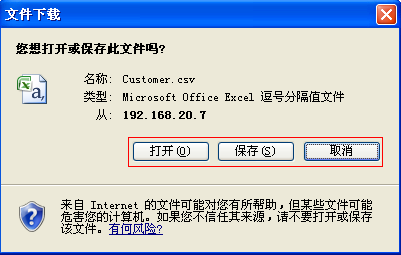 文件下载
您想打开或保存此文件吗?
名称: Customer.csv
类型: Microsoft Office Excel 逗号分隔值文件
从: 192.168.20.7
打开(O) 保存(S) 取消
来自 Internet 的文件可能对您有所帮助，但某些文件可能
危害您的计算机。如果您不信任其来源，请不要打开或保存
该文件。有何风险?